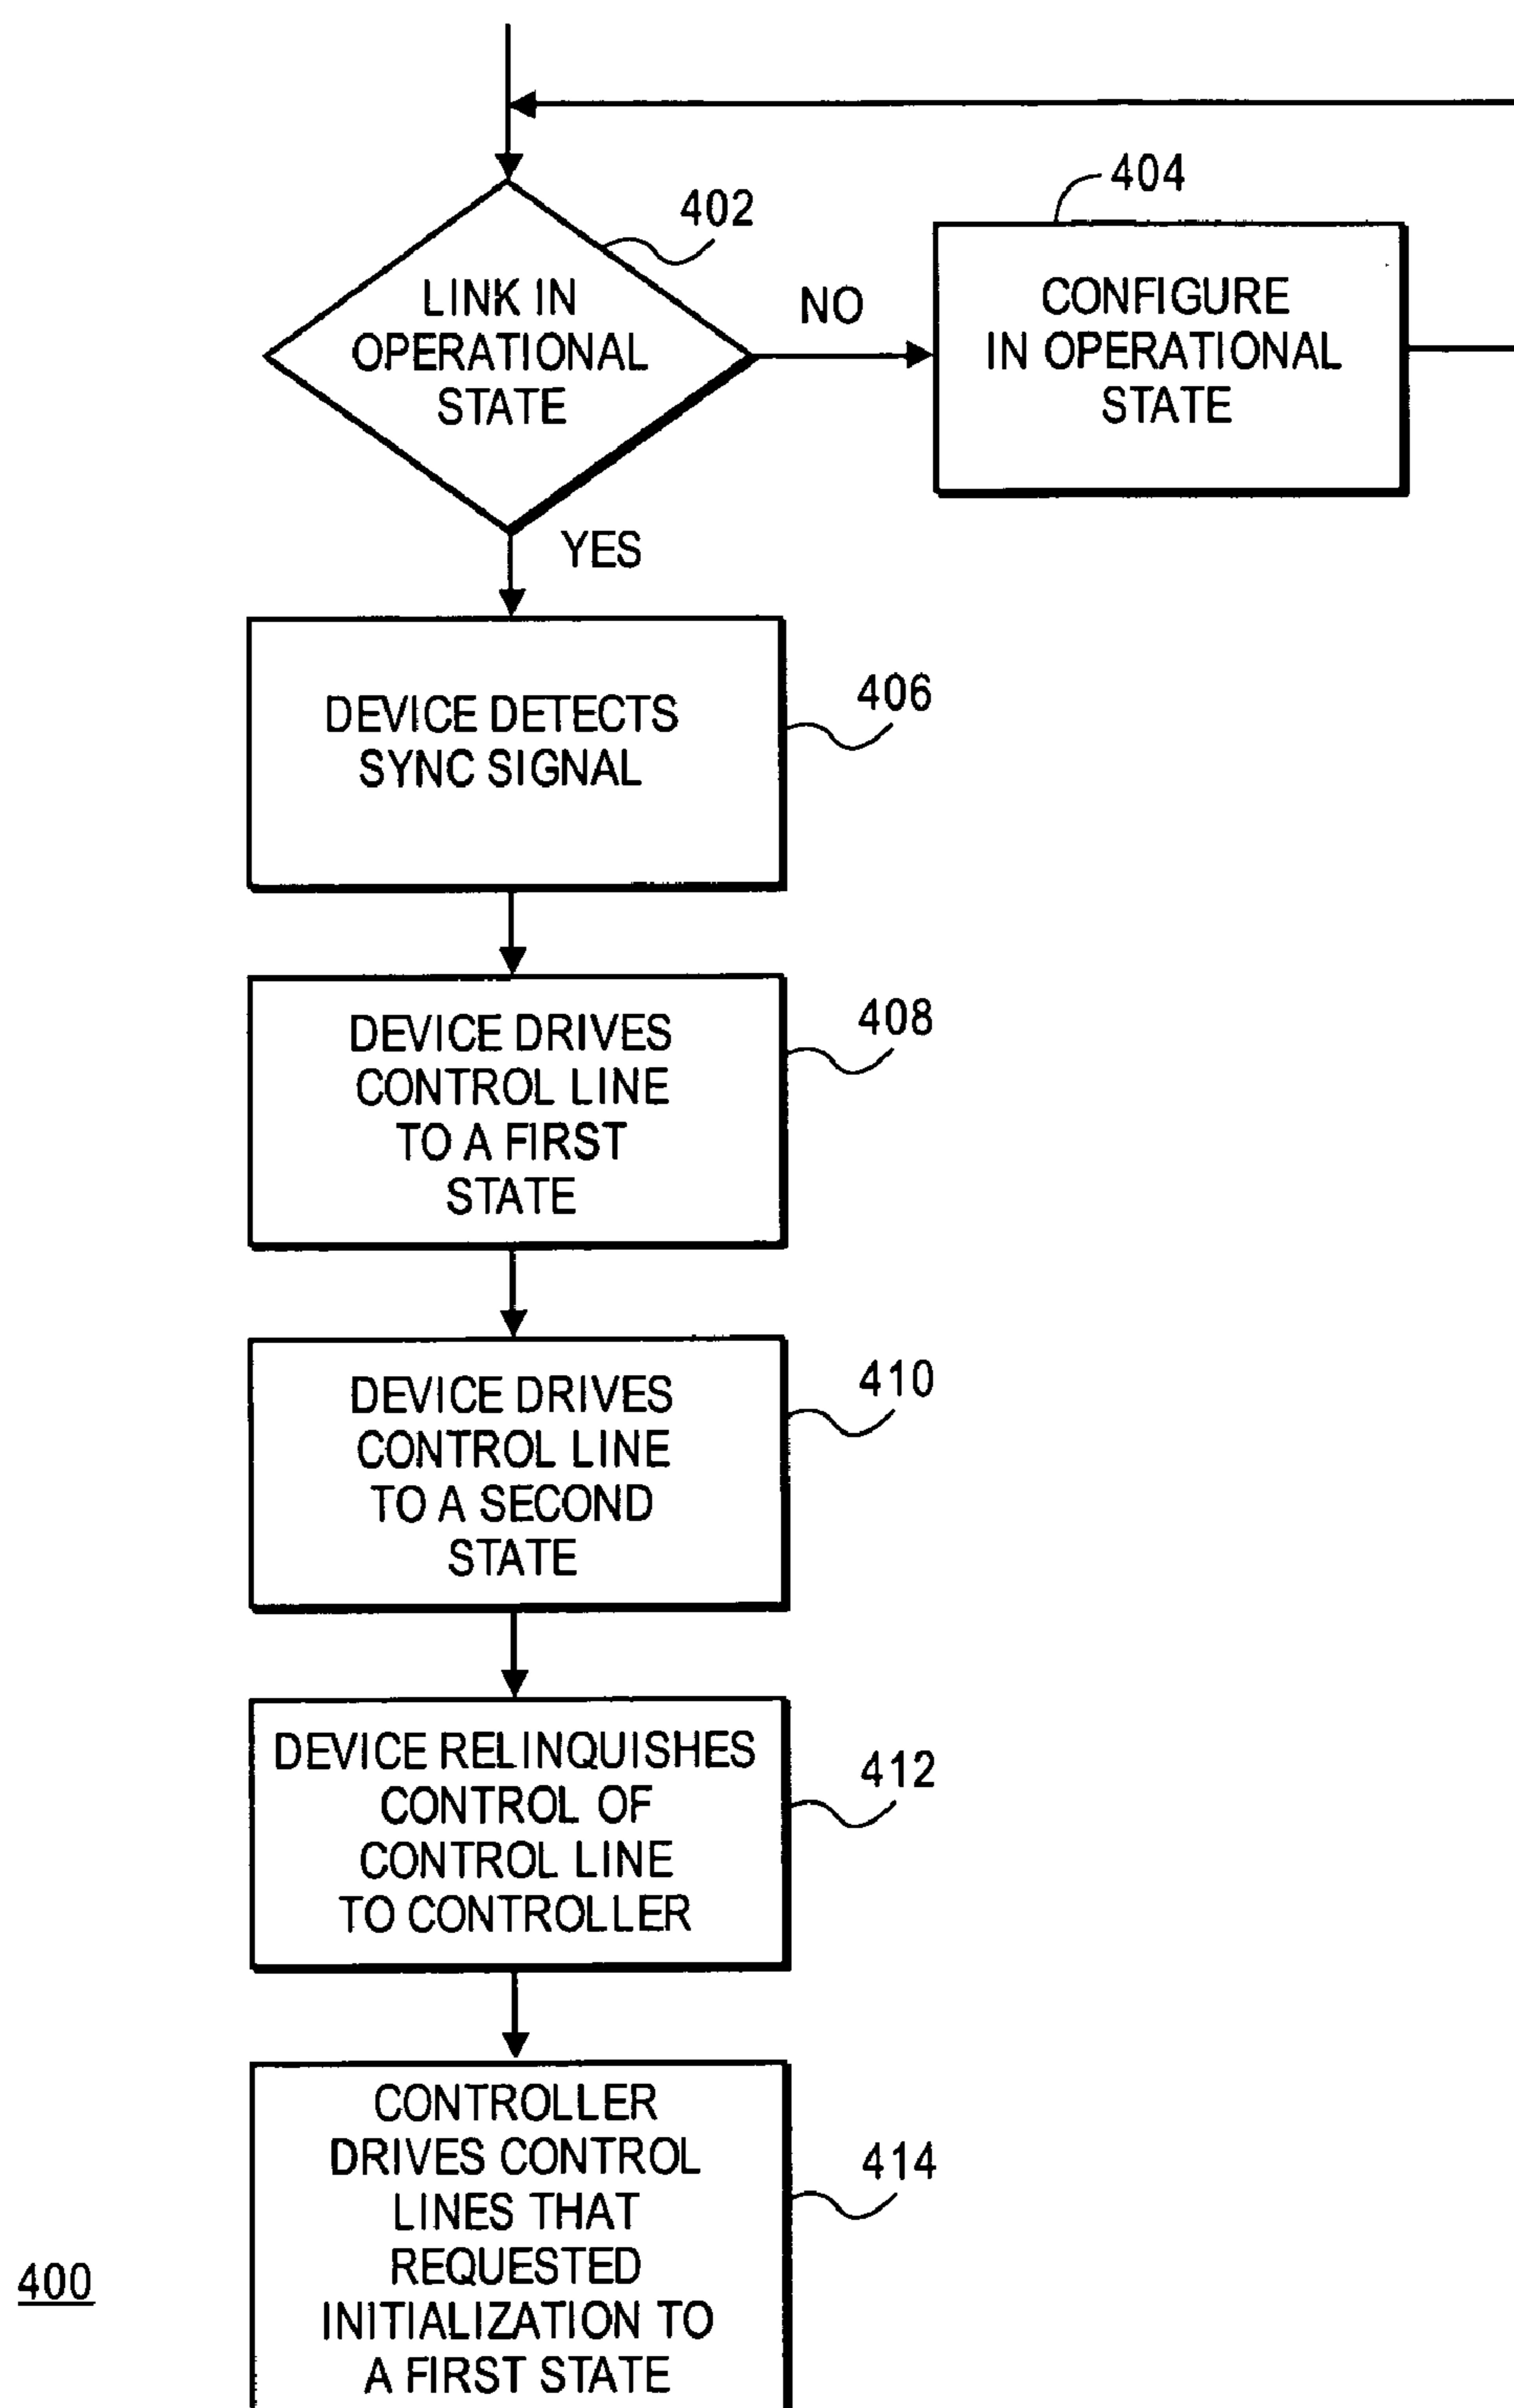 404
402
LINK IN
OPERATIONAL
STATE
NO
CONFIGURE
IN OPERATIONAL
STATE
YES
DEVICE DETECTS
SYNC SIGNAL
406
DEVICE DRIVES
CONTROL LINE
TO A FIRST
STATE
408
DEVICE DRIVES
CONTROL LINE
TO A SECOND
STATE
410
DEVICE RELINQUISHES
CONTROL OF
CONTROL LINE
TO CONTROLLER
412
CONTROLLER
DRIVES CONTROL
LINES THAT
REQUESTED
INITIALIZATION TO
A FIRST STATE
414
400